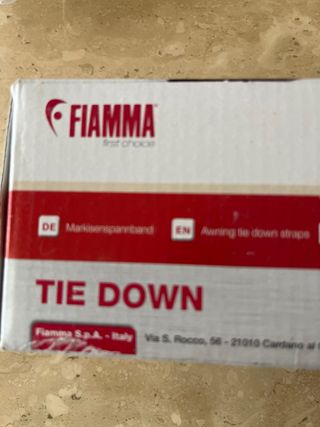 FIAMMA
first choice
DE Markisenspannband EN Awning tie down straps
TIE DOWN
Fiamma S.p.A. - Italy
Via S. Rocco, 56 - 21010 Cardano al